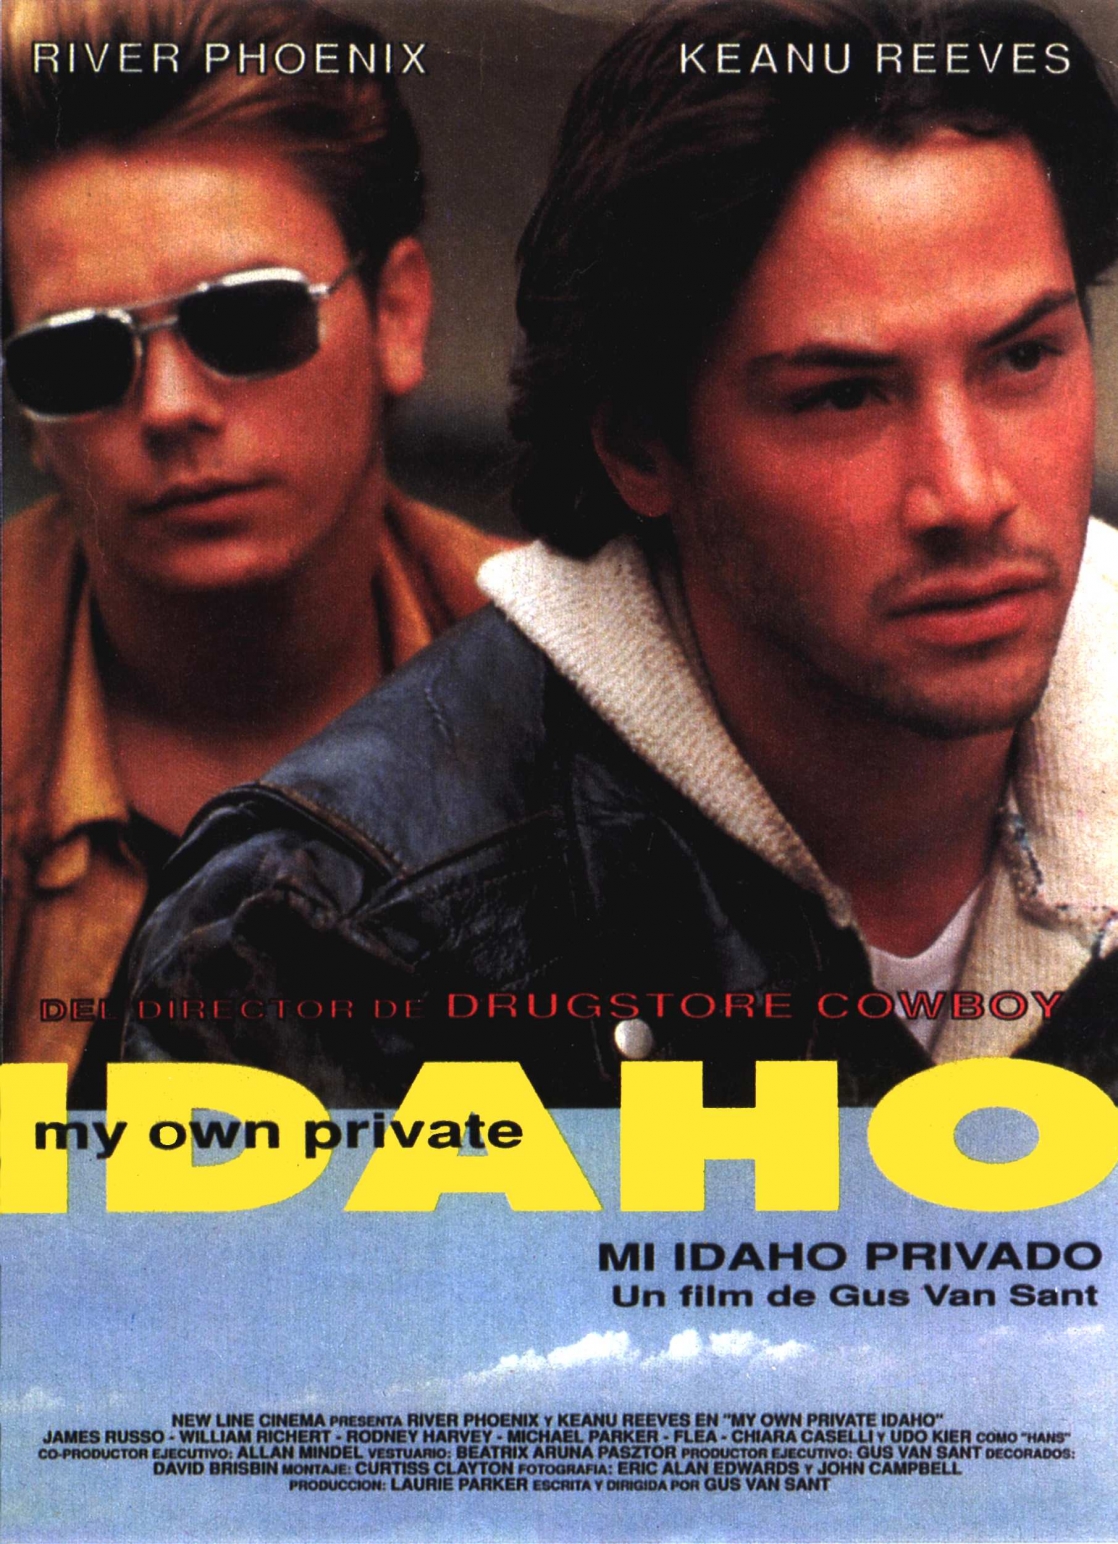 RIVER PHOENIX KEANU REEVES
DEL DIRECTOR DE DRUGSTORE COWBOY
IDAHO
my own private
MI IDAHO PRIVADO
Un film de Gus Van Sant
NEW LINE CINEMA PRESENTA RIVER PHOENIX Y KEANU REEVES EN "MY OWN PRIVATE IDAHO"
JAMES RUSSO - WILLIAM RICHERT - RODNEY HARVEY - MICHAEL PARKER - FLEA - CHIARA CASELLI Y UDO KIER COMO "HANS"
CO-PRODUCTOR EJECUTIVO: ALLAN MINDEL VESTUARIO: BEATRIX ARUNA PASZTOR PRODUCTOR EJECUTIVO: GUS VAN SANT DECORADOS:
DAVID BRISBIN MONTAJE: CURTISS CLAYTON FOTOGRAFIA: ERIC ALAN EDWARDS Y JOHN CAMPBELL
PRODUCCION: LAURIE PARKER ESCRITA Y DIRIGIDA POR GUS VAN SANT